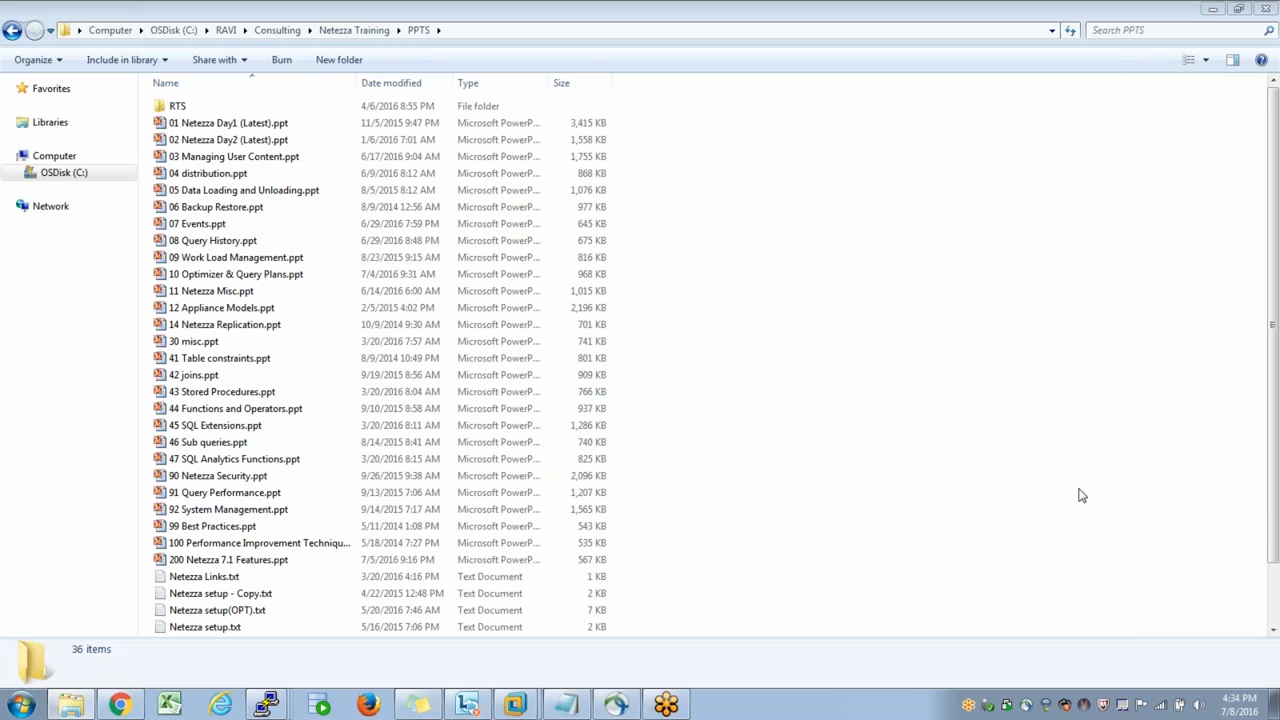 Computer OSDisk (C:) RAVI Consulting Netezza Training PPTS
Search PPTS
Organize Include in library Share with Burn New folder
Favorites
Libraries
Computer
OSDisk (C:)
Network
Name Date modified Type Size
RTS 4/6/2016 8:55 PM File folder
01 Netezza Day1 (Latest).ppt 11/5/2015 9:47 PM Microsoft PowerP... 3,415 KB
02 Netezza Day2 (Latest).ppt 1/6/2016 7:01 AM Microsoft PowerP... 1,558 KB
03 Managing User Content.ppt 6/17/2016 9:04 AM Microsoft PowerP... 1,755 KB
04 distribution.ppt 6/9/2016 8:12 AM Microsoft PowerP... 868 KB
05 Data Loading and Unloading.ppt 8/5/2015 8:12 AM Microsoft PowerP... 1,076 KB
06 Backup Restore.ppt 8/9/2014 12:56 AM Microsoft PowerP... 977 KB
07 Events.ppt 6/29/2016 7:59 PM Microsoft PowerP... 645 KB
08 Query History.ppt 6/29/2016 8:48 PM Microsoft PowerP... 675 KB
09 Work Load Management.ppt 8/23/2015 9:15 AM Microsoft PowerP... 816 KB
10 Optimizer & Query Plans.ppt 7/4/2016 9:31 AM Microsoft PowerP... 968 KB
11 Netezza Misc.ppt 6/14/2016 6:00 AM Microsoft PowerP... 1,015 KB
12 Appliance Models.ppt 2/5/2015 4:02 PM Microsoft PowerP... 2,196 KB
14 Netezza Replication.ppt 10/9/2014 9:30 AM Microsoft PowerP... 701 KB
30 misc.ppt 3/20/2016 7:57 AM Microsoft PowerP... 741 KB
41 Table constraints.ppt 8/9/2014 10:49 PM Microsoft PowerP... 801 KB
42 joins.ppt 9/19/2015 8:56 AM Microsoft PowerP... 909 KB
43 Stored Procedures.ppt 3/20/2016 8:04 AM Microsoft PowerP... 766 KB
44 Functions and Operators.ppt 9/10/2015 8:58 AM Microsoft PowerP... 937 KB
45 SQL Extensions.ppt 3/20/2016 8:11 AM Microsoft PowerP... 1,286 KB
46 Sub queries.ppt 8/14/2015 8:41 AM Microsoft PowerP... 740 KB
47 SQL Analytics Functions.ppt 3/20/2016 8:15 AM Microsoft PowerP... 825 KB
90 Netezza Security.ppt 9/26/2015 9:38 AM Microsoft PowerP... 2,096 KB
91 Query Performance.ppt 9/13/2015 7:06 AM Microsoft PowerP... 1,207 KB
92 System Management.ppt 9/14/2015 7:17 AM Microsoft PowerP... 1,565 KB
99 Best Practices.ppt 5/11/2014 1:08 PM Microsoft PowerP... 543 KB
100 Performance Improvement Techniqu... 5/18/2014 7:27 PM Microsoft PowerP... 535 KB
200 Netezza 7.1 Features.ppt 7/5/2016 9:16 PM Microsoft PowerP... 567 KB
Netezza Links.txt 3/20/2016 4:16 PM Text Document 1 KB
Netezza setup - Copy.txt 4/22/2015 12:48 PM Text Document 2 KB
Netezza setup(OPT).txt 5/20/2016 7:46 AM Text Document 7 KB
Netezza setup.txt 5/16/2015 7:06 PM Text Document 2 KB
36 items
4:34 PM
7/8/2016